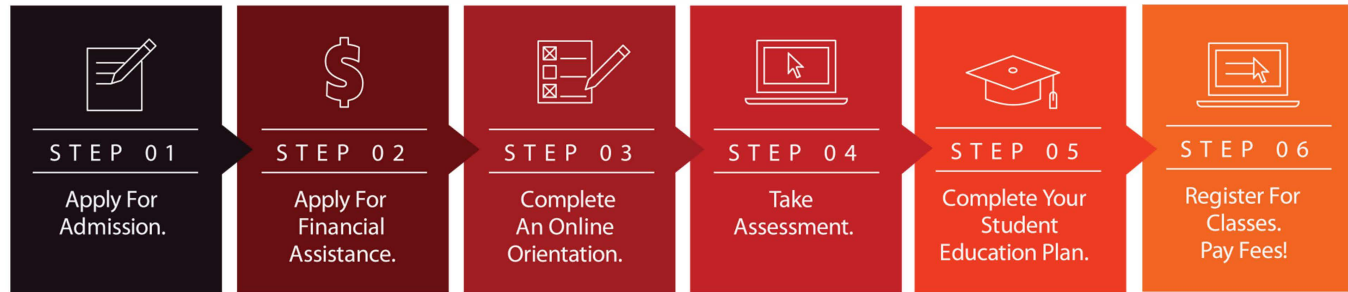 STEP 01
Apply For
Admission.
STEP 02
Apply For
Financial
Assistance.
STEP 03
Complete
An Online
Orientation.
STEP 04
Take
Assessment.
STEP 05
Complete Your
Student
Education Plan.
STEP 06
Register For
Classes.
Pay Fees!